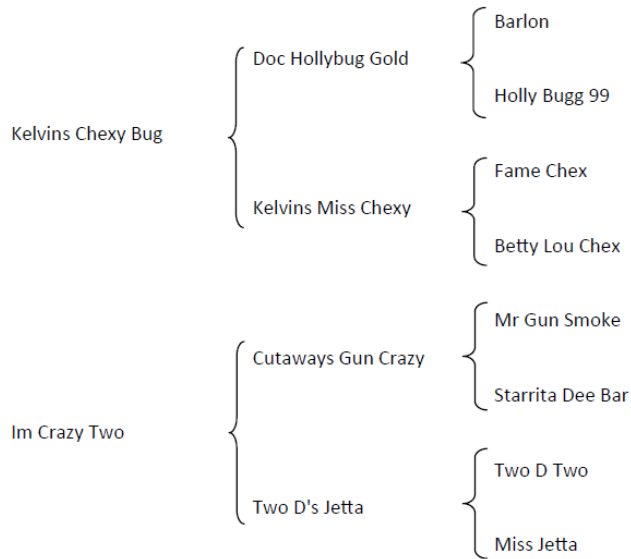 Barlon
Doc Hollybug Gold
Holly Bugg 99
Kelvins Chexy Bug
Fame Chex
Kelvins Miss Chexy
Betty Lou Chex
Mr Gun Smoke
Cutaways Gun Crazy
Starrita Dee Bar
Im Crazy Two
Two D Two
Two D's Jetta
Miss Jetta